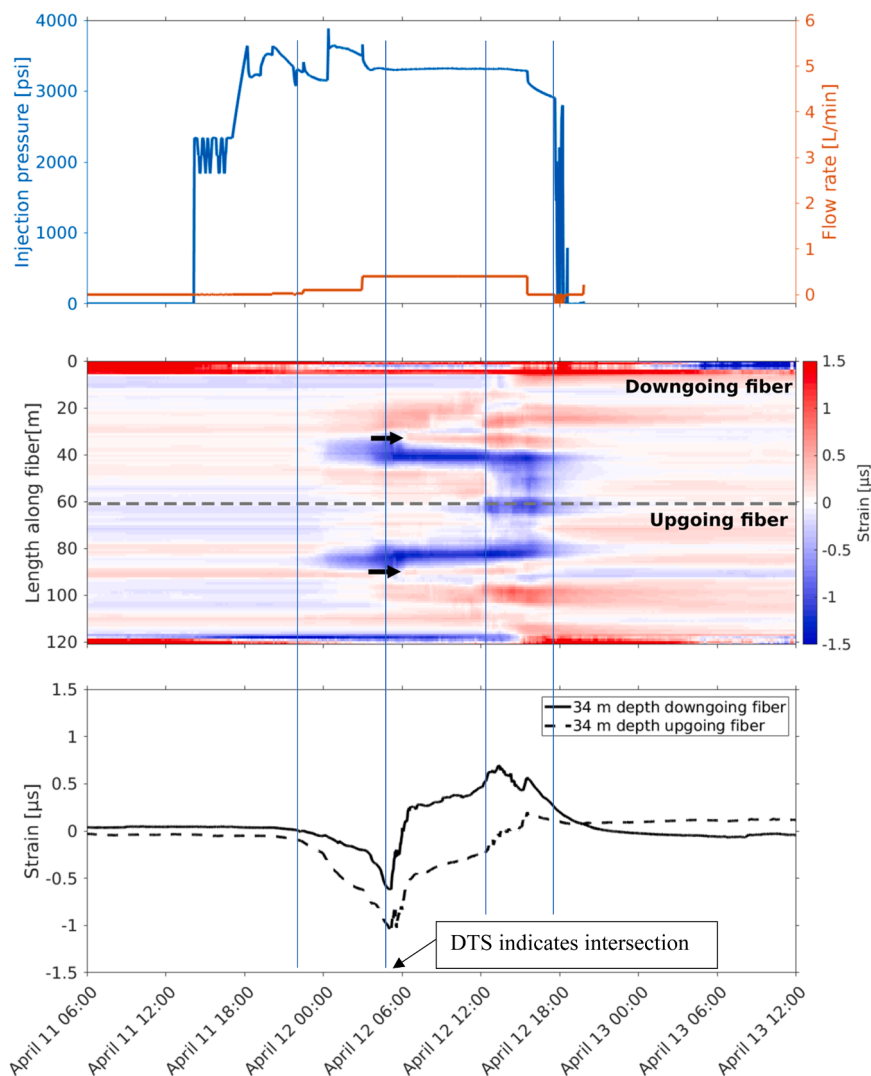 4000
3000
2000
1000
0
Injection pressure [psi]
6
5
4
3
2
1
0
Flow rate [L/min]
0
20
40
60
80
100
120
Length along fiber[m]
Downgoing fiber
Upgoing fiber
1.5
1
0.5
0
-0.5
-1
-1.5
Strain [µs]
1.5
1
0.5
0
-0.5
-1
-1.5
Strain [µs]
34 m depth downgoing fiber
34 m depth upgoing fiber
DTS indicates intersection
April 11 06:00
April 11 12:00
April 11 18:00
April 12 00:00
April 12 06:00
April 12 12:00
April 12 18:00
April 13 00:00
April 13 06:00
April 13 12:00